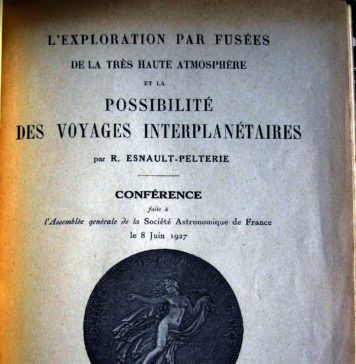 L'EXPLORATION PAR FUSÉES
DE LA TRÈS HAUTE ATMOSPHÈRE
ET LA
POSSIBILITÉ
DES VOYAGES INTERPLANÉTAIRES
par R. ESNAULT-PELTERIE
CONFÉRENCE
faite à
l'Assemblée générale de la Société Astronomique de France
le 8 Juin 1927